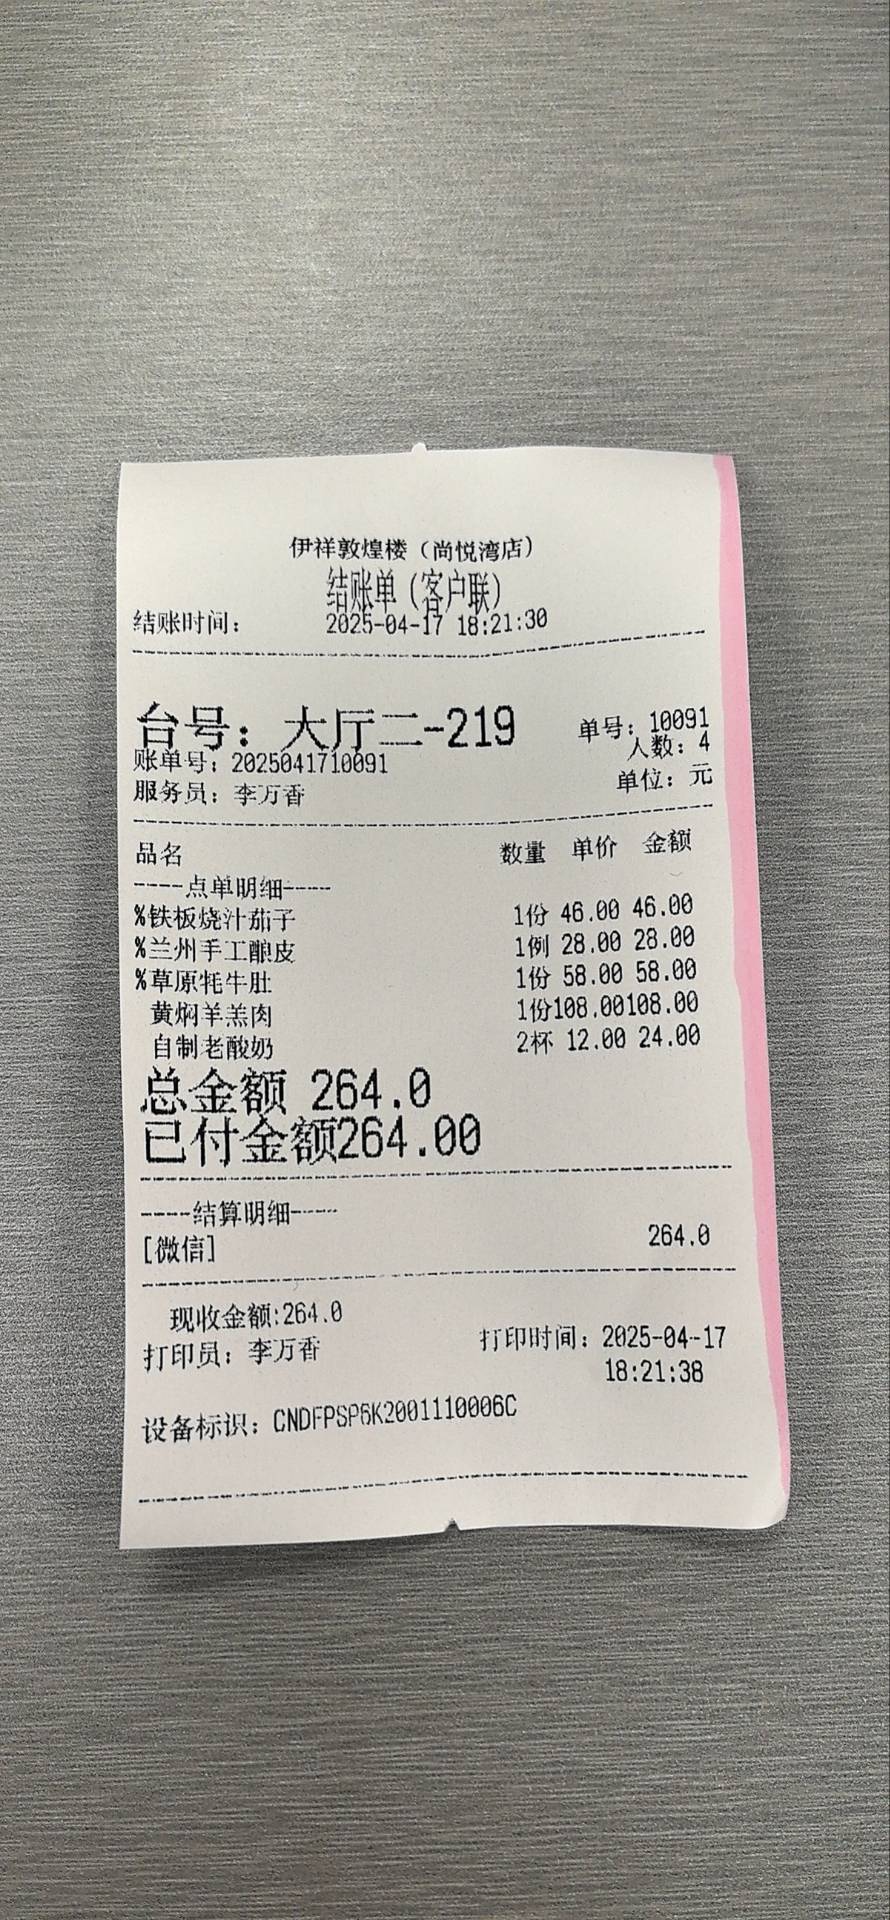 伊祥敦煌楼（尚悦湾店）
结账单（客户联）
结账时间： 2025-04-17 18:21:30
台号：大厅二-219 单号：10091
账单号：2025041710091 人数：4
服务员：李万香 单位：元
品名 数量 单价 金额
----点单明细----
%铁板烧汁茄子 1份 46.00 46.00
%兰州手工酿皮 1例 28.00 28.00
%草原牦牛肚 1份 58.00 58.00
黄焖羊羔肉 1份108.00108.00
自制老酸奶 2杯 12.00 24.00
总金额 264.0
已付金额264.00
----结算明细----
[微信] 264.0
现收金额:264.0
打印员：李万香 打印时间：2025-04-17
18:21:38
设备标识：CNDFPSP6K2001110006C